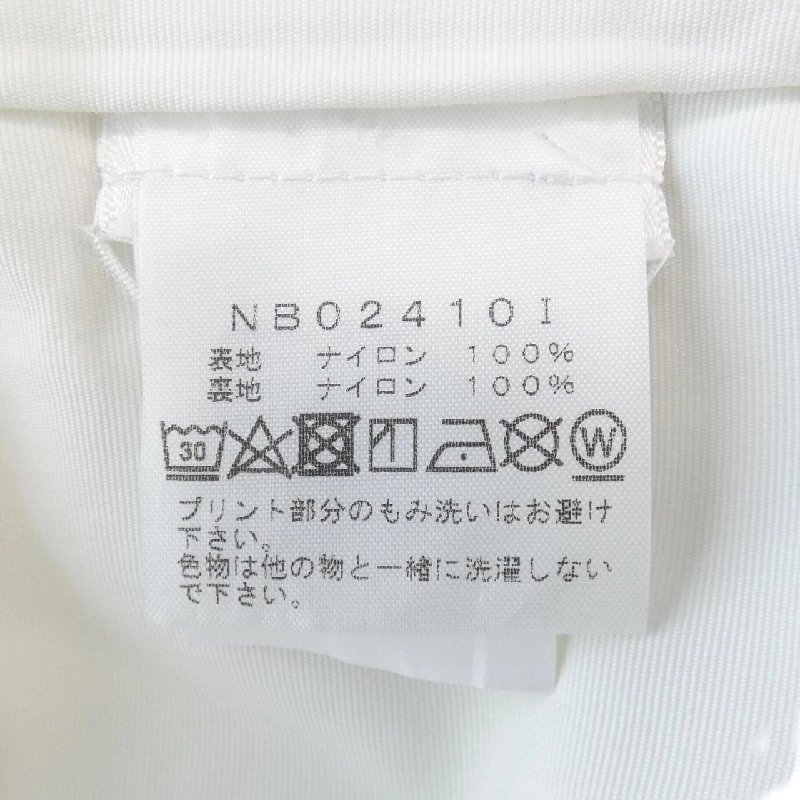 NB02410I
表地 ナイロン 100%
裏地 ナイロン 100%
30 W
プリント部分のもみ洗いはお避け
下さい。
色物は他の物と一緒に洗濯しない
で下さい。